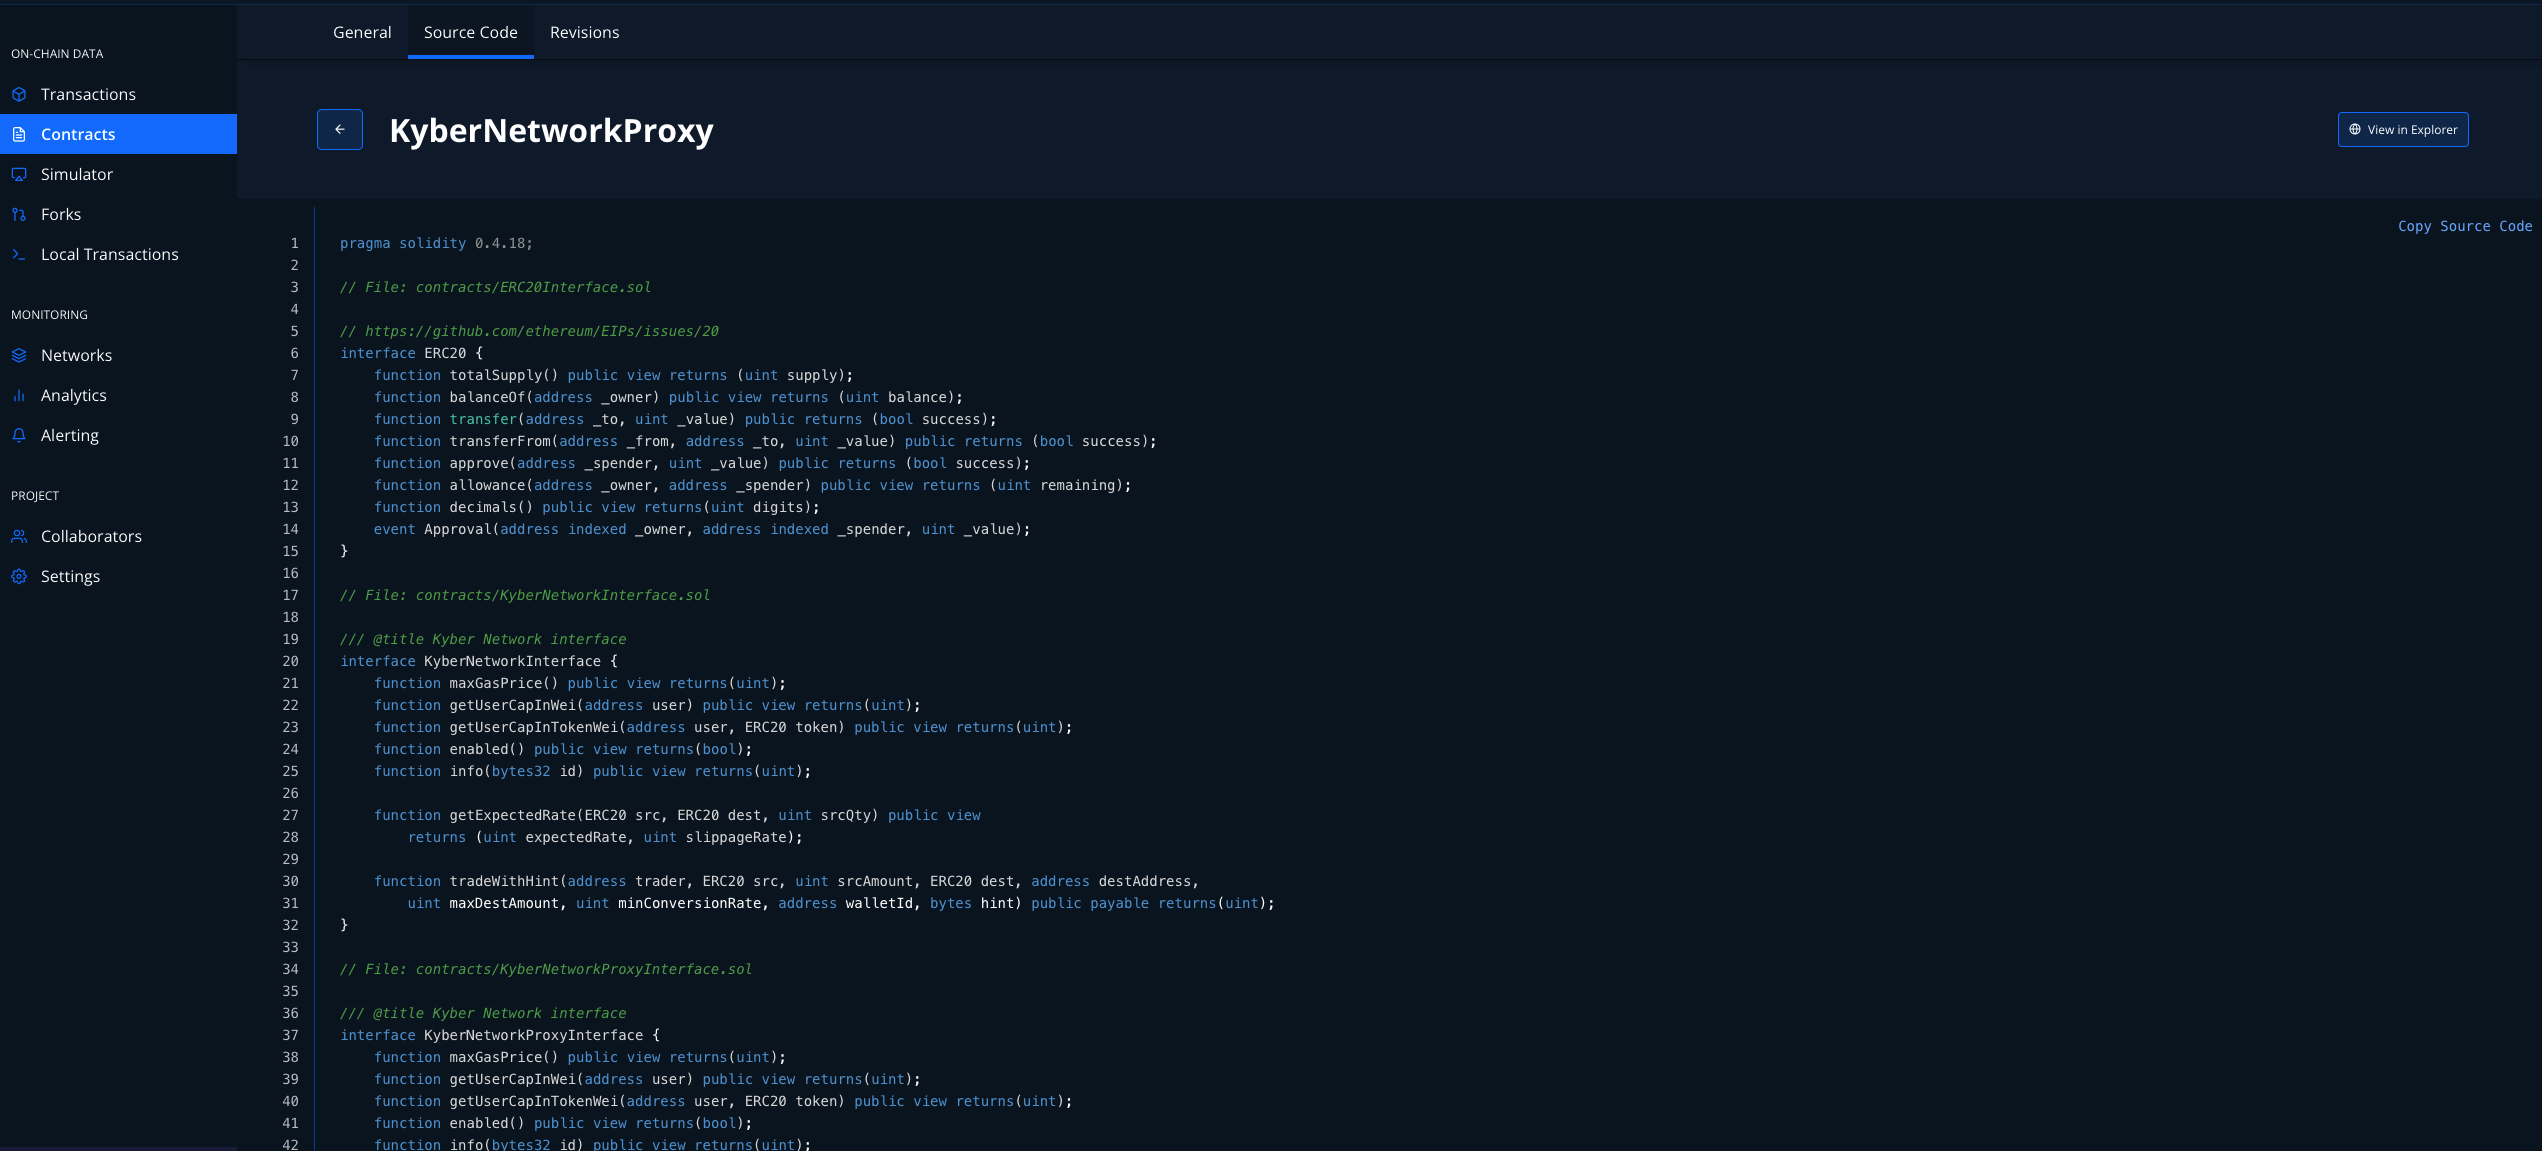 General Source Code Revisions
ON-CHAIN DATA
Transactions
Contracts
Simulator
Forks
Local Transactions
MONITORING
Networks
Analytics
Alerting
PROJECT
Collaborators
Settings
KyberNetworkProxy
View in Explorer
Copy Source Code
1 pragma solidity 0.4.18;
2
3 // File: contracts/ERC20Interface.sol
4
5 // https://github.com/ethereum/EIPs/issues/20
6 interface ERC20 {
7 function totalSupply() public view returns (uint supply);
8 function balanceOf(address _owner) public view returns (uint balance);
9 function transfer(address _to, uint _value) public returns (bool success);
10 function transferFrom(address _from, address _to, uint _value) public returns (bool success);
11 function approve(address _spender, uint _value) public returns (bool success);
12 function allowance(address _owner, address _spender) public view returns (uint remaining);
13 function decimals() public view returns(uint digits);
14 event Approval(address indexed _owner, address indexed _spender, uint _value);
15 }
16
17 // File: contracts/KyberNetworkInterface.sol
18
19 /// @title Kyber Network interface
20 interface KyberNetworkInterface {
21 function maxGasPrice() public view returns(uint);
22 function getUserCapInWei(address user) public view returns(uint);
23 function getUserCapInTokenWei(address user, ERC20 token) public view returns(uint);
24 function enabled() public view returns(bool);
25 function info(bytes32 id) public view returns(uint);
26
27 function getExpectedRate(ERC20 src, ERC20 dest, uint srcQty) public view
28 returns (uint expectedRate, uint slippageRate);
29
30 function tradeWithHint(address trader, ERC20 src, uint srcAmount, ERC20 dest, address destAddress,
31 uint maxDestAmount, uint minConversionRate, address walletId, bytes hint) public payable returns(uint);
32 }
33
34 // File: contracts/KyberNetworkProxyInterface.sol
35
36 /// @title Kyber Network interface
37 interface KyberNetworkProxyInterface {
38 function maxGasPrice() public view returns(uint);
39 function getUserCapInWei(address user) public view returns(uint);
40 function getUserCapInTokenWei(address user, ERC20 token) public view returns(uint);
41 function enabled() public view returns(bool);
42 function info(bytes32 id) public view returns(uint);